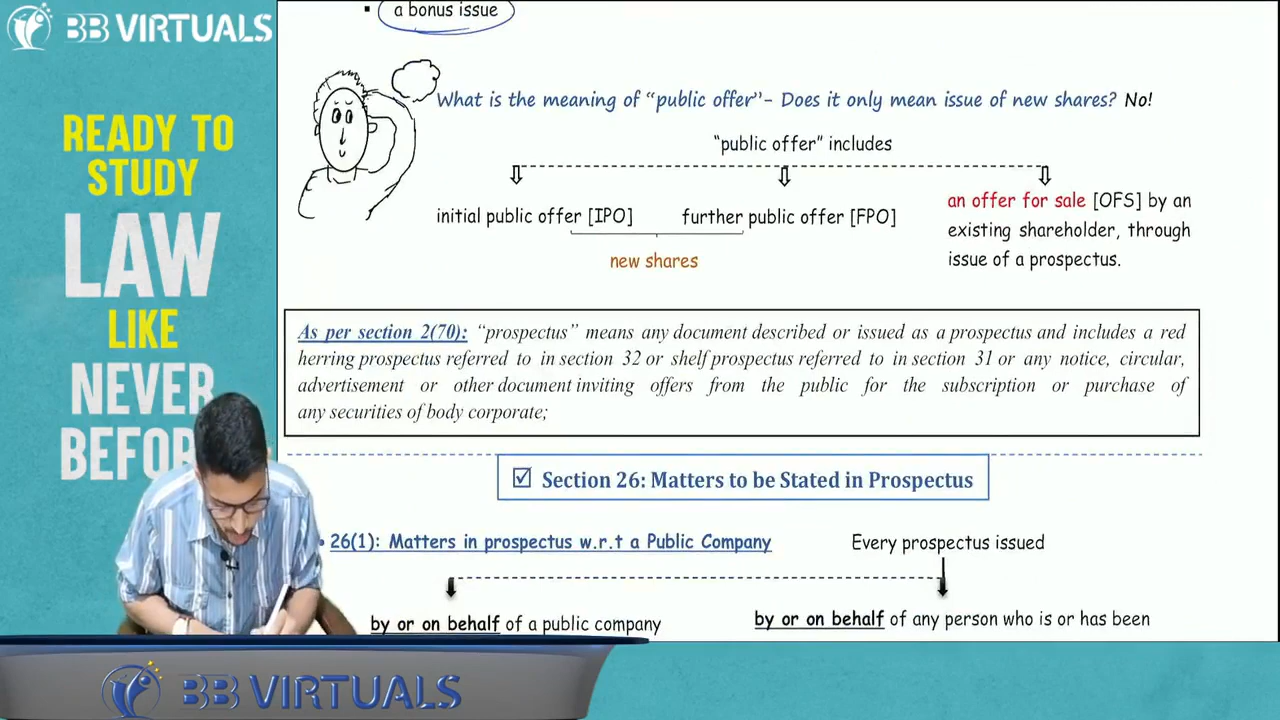 BB VIRTUALS
READY TO
STUDY
LAW
LIKE
NEVER
BEFOR
▪ a bonus issue
What is the meaning of “public offer”- Does it only mean issue of new shares? No!
“public offer” includes
initial public offer [IPO]
further public offer [FPO]
new shares
an offer for sale [OFS] by an
existing shareholder, through
issue of a prospectus.
As per section 2(70): “prospectus” means any document described or issued as a prospectus and includes a red
herring prospectus referred to in section 32 or shelf prospectus referred to in section 31 or any notice, circular,
advertisement or other document inviting offers from the public for the subscription or purchase of
any securities of body corporate;
☑ Section 26: Matters to be Stated in Prospectus
• 26(1): Matters in prospectus w.r.t a Public Company
Every prospectus issued
by or on behalf of a public company
by or on behalf of any person who is or has been
BB VIRTUALS